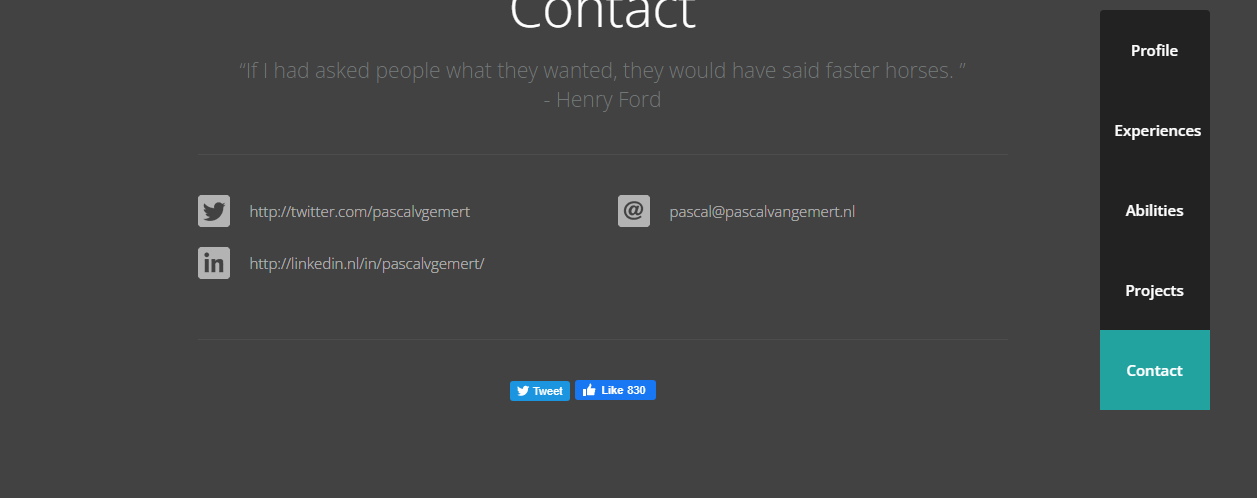 Contact
“If I had asked people what they wanted, they would have said faster horses. ”
- Henry Ford
http://twitter.com/pascalvgemert
pascal@pascalvangemert.nl
http://linkedin.nl/in/pascalvgemert/
Tweet
Like 830
Profile
Experiences
Abilities
Projects
Contact